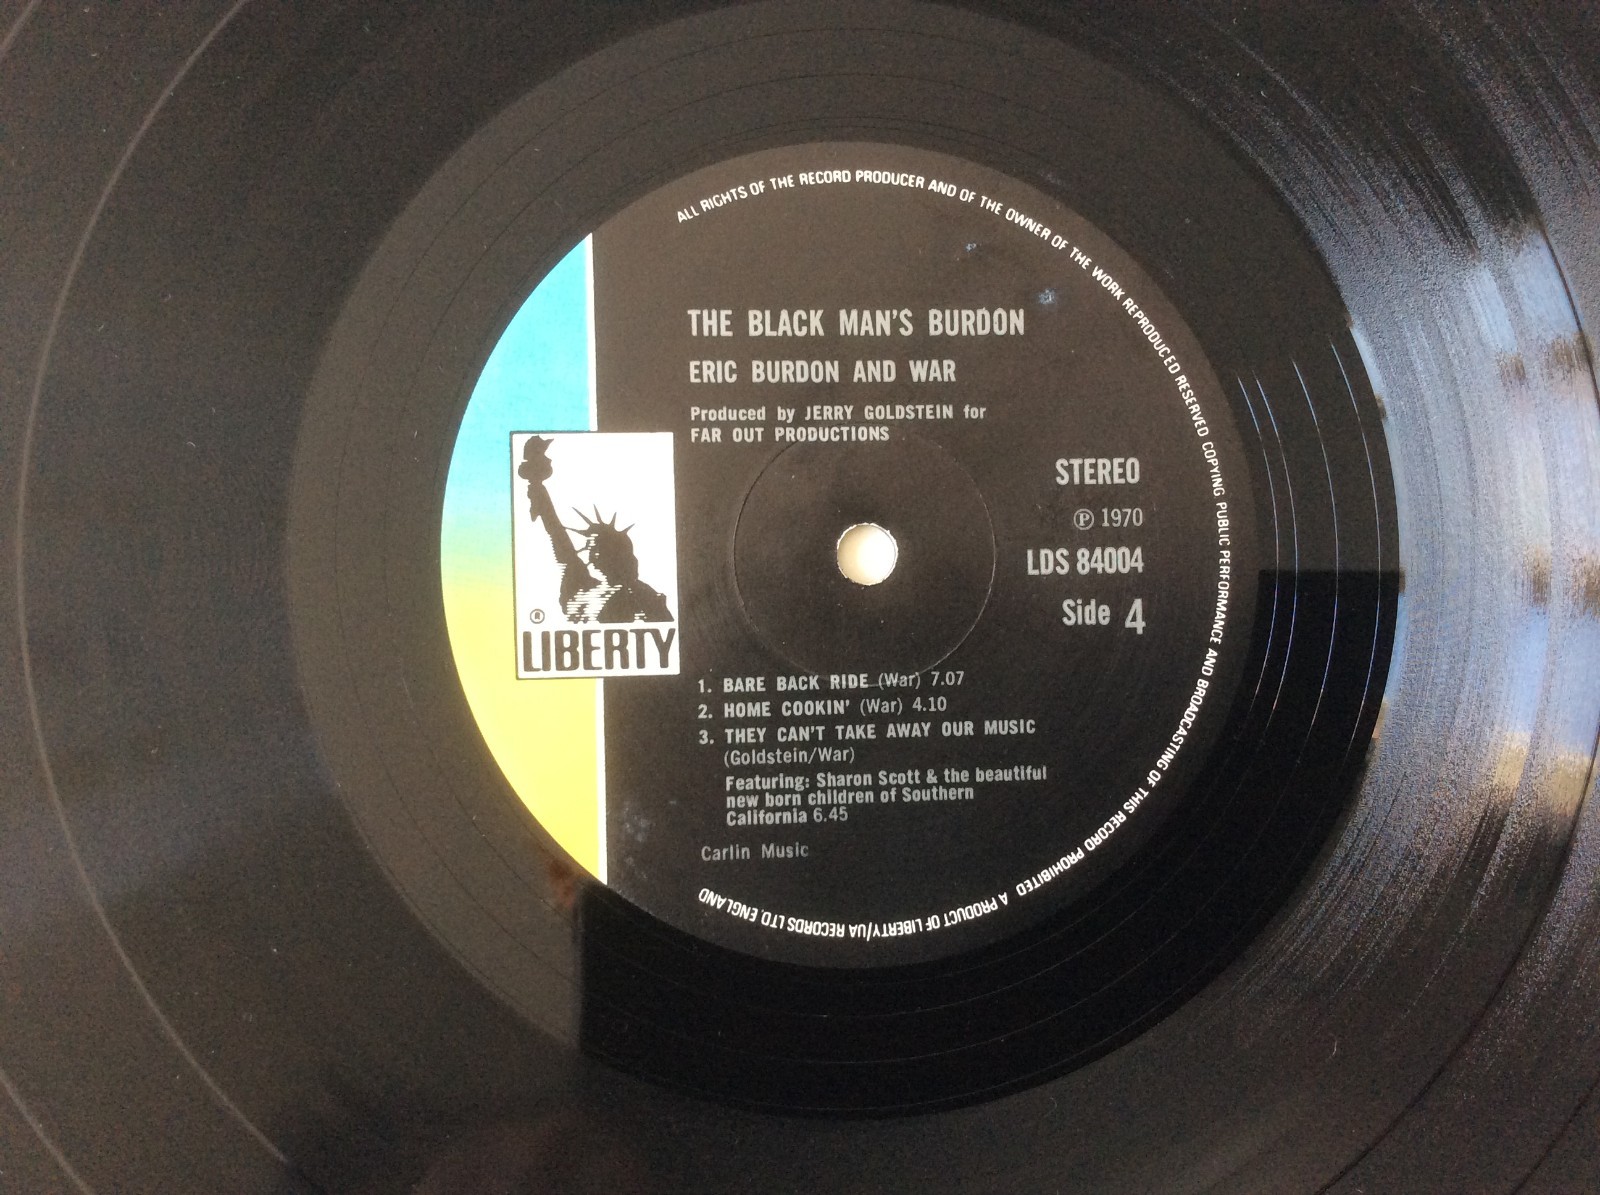 ALL RIGHTS OF THE RECORD PRODUCER AND OF THE OWNER OF THE WORK REPRODUCED RESERVED COPYING PUBLIC PERFORMANCE AND BROADCASTING OF THIS RECORD PROHIBITED A PRODUCT OF LIBERTY/UA RECORDS LTD ENGLAND
THE BLACK MAN'S BURDON
ERIC BURDON AND WAR
Produced by JERRY GOLDSTEIN for
FAR OUT PRODUCTIONS
STEREO
Ⓟ 1970
LDS 84004
Side 4
®
LIBERTY
1. BARE BACK RIDE (War) 7.07
2. HOME COOKIN' (War) 4.10
3. THEY CAN'T TAKE AWAY OUR MUSIC
(Goldstein/War)
Featuring: Sharon Scott & the beautiful
new born children of Southern
California 6.45
Carlin Music